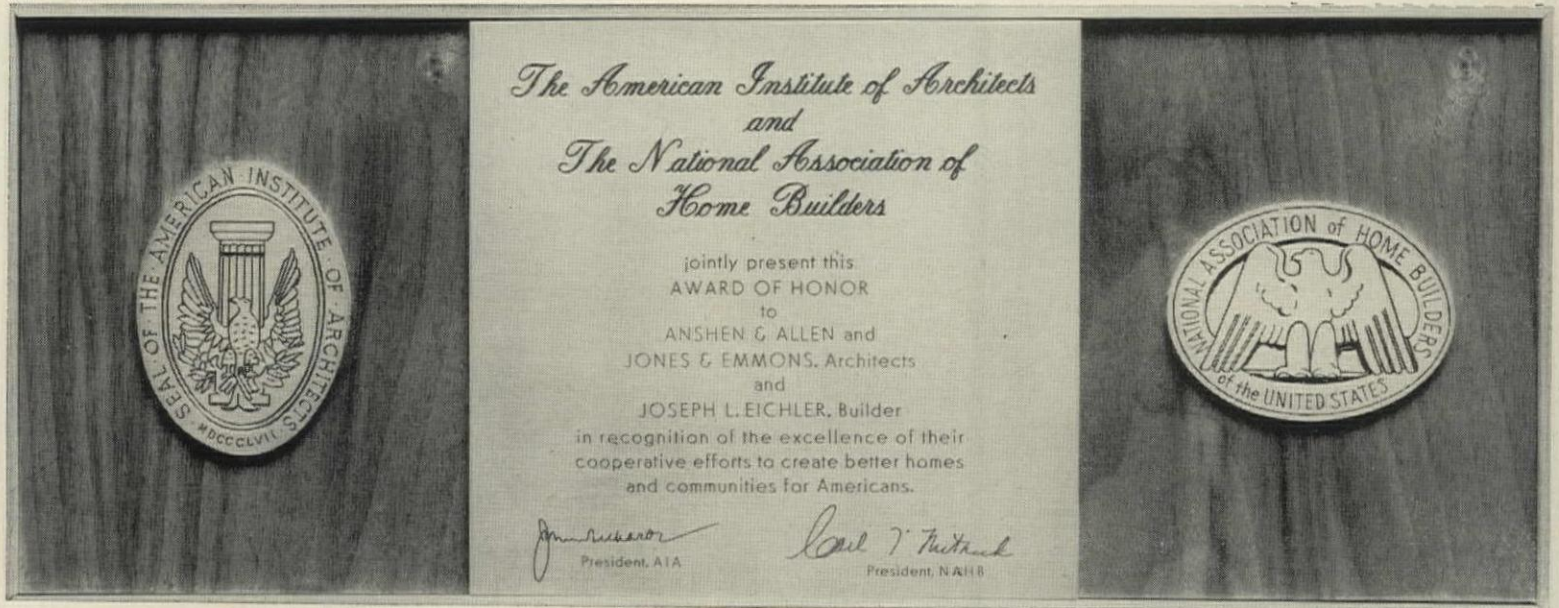 SEAL · OF · THE · AMERICAN · INSTITUTE · OF · ARCHITECTS ·
MDCCCLVII
The American Institute of Architects
and
The National Association of
Home Builders
jointly present this
AWARD OF HONOR
to
ANSHEN & ALLEN and
JONES & EMMONS, Architects
and
JOSEPH L. EICHLER, Builder
in recognition of the excellence of their
cooperative efforts to create better homes
and communities for Americans.
President, AIA
President, NAHB
NATIONAL ASSOCIATION of HOME BUILDERS
of the UNITED STATES